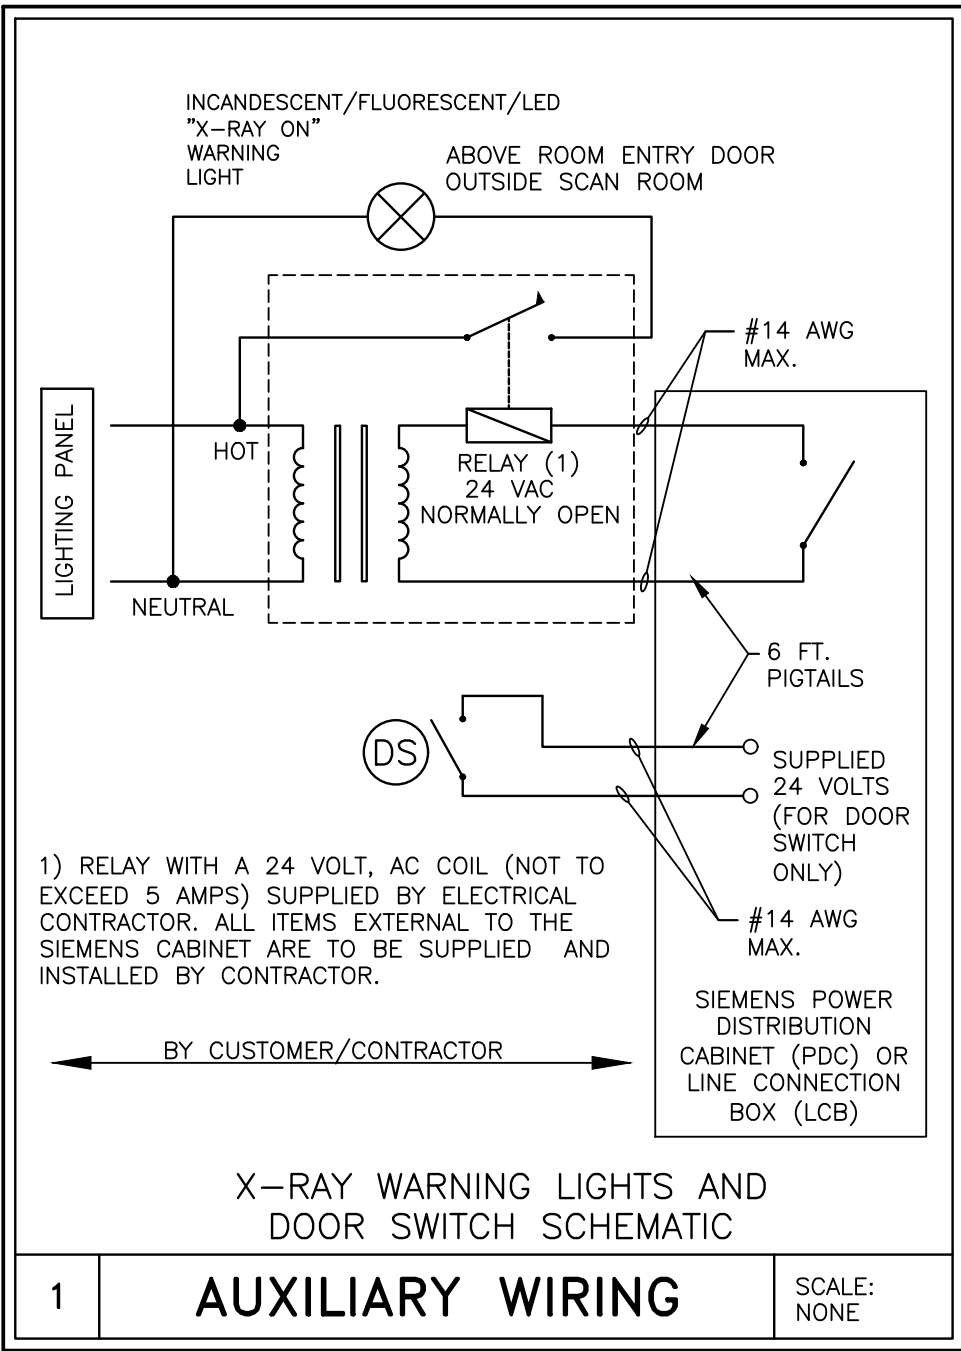 INCANDESCENT/FLUORESCENT/LED
"X-RAY ON"
WARNING
LIGHT
ABOVE ROOM ENTRY DOOR
OUTSIDE SCAN ROOM
#14 AWG
MAX.
LIGHTING PANEL
HOT
RELAY (1)
24 VAC
NORMALLY OPEN
NEUTRAL
6 FT.
PIGTAILS
DS
SUPPLIED
24 VOLTS
(FOR DOOR
SWITCH
ONLY)
1) RELAY WITH A 24 VOLT, AC COIL (NOT TO
EXCEED 5 AMPS) SUPPLIED BY ELECTRICAL
CONTRACTOR. ALL ITEMS EXTERNAL TO THE
SIEMENS CABINET ARE TO BE SUPPLIED AND
INSTALLED BY CONTRACTOR.
#14 AWG
MAX.
SIEMENS POWER
DISTRIBUTION
CABINET (PDC) OR
LINE CONNECTION
BOX (LCB)
BY CUSTOMER/CONTRACTOR
X-RAY WARNING LIGHTS AND
DOOR SWITCH SCHEMATIC
1
AUXILIARY WIRING
SCALE:
NONE